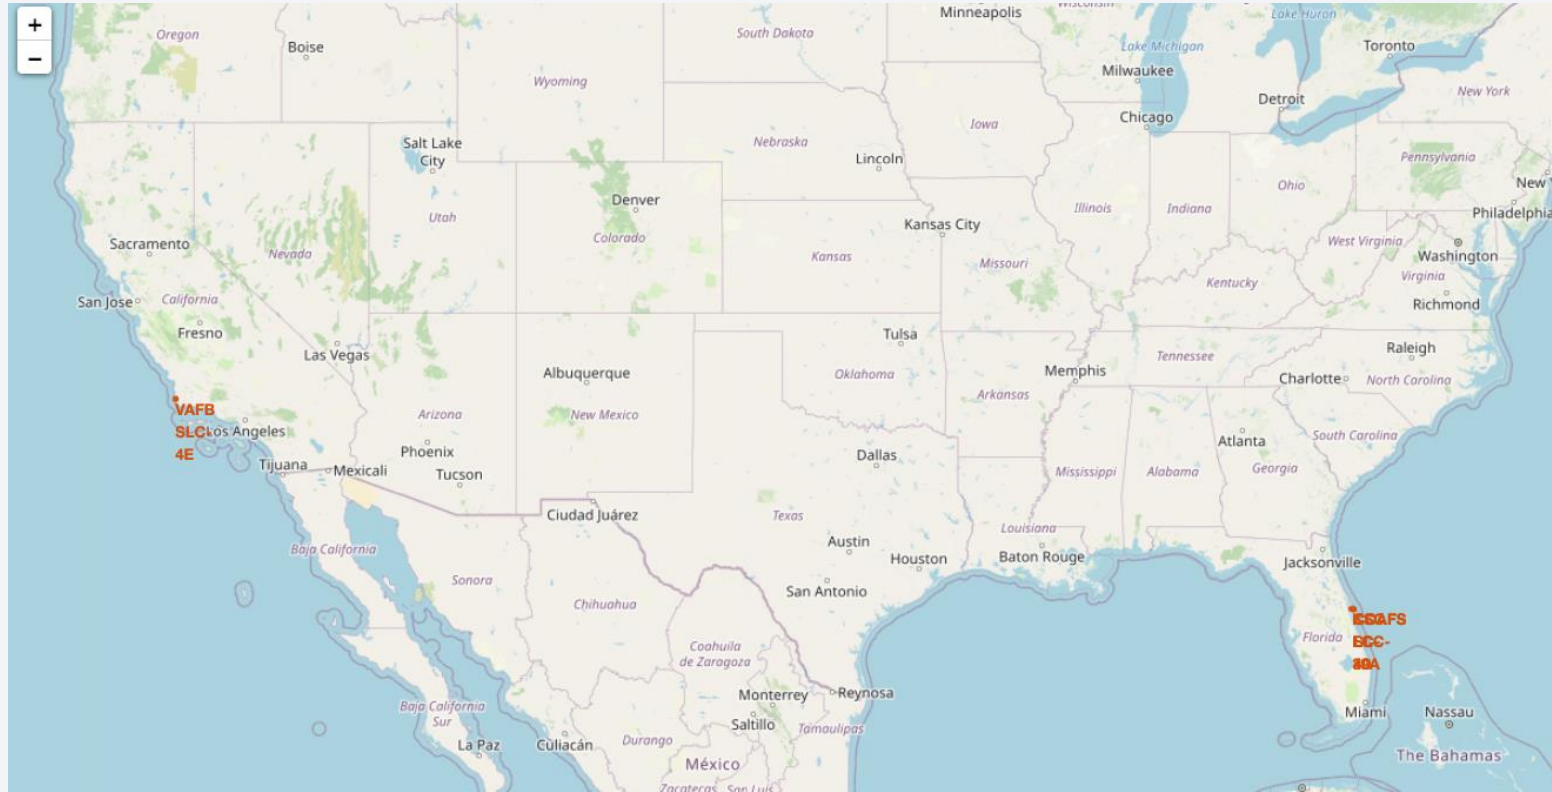 +
−
Oregon
Boise
South Dakota
Minneapolis
Wisconsin
Lake Huron
Toronto
Lake Michigan
Milwaukee
Wyoming
Detroit
New York
Chicago
Iowa
Nebraska
Salt Lake
City
Lincoln
Pennsylvania
New
Ohio
Denver
Utah
Illinois
Indiana
Philadelphia
Kansas City
Colorado
Sacramento
Nevada
Kansas
Missouri
West Virginia
Washington
Kentucky
Virginia
San Jose
California
Richmond
Fresno
Tulsa
Las Vegas
Raleigh
Tennessee
Albuquerque
Oklahoma
Memphis
Charlotte
North Carolina
Arkansas
VAFB
SLC-
4E
Los Angeles
Arizona
New Mexico
Phoenix
Atlanta
South Carolina
Dallas
Tijuana
Mexicali
Tucson
Mississippi
Alabama
Georgia
Ciudad Juárez
Texas
Louisiana
Baja California
Austin
Houston
Baton Rouge
Jacksonville
Sonora
San Antonio
Chihuahua
Florida
Coahuila
de Zaragoza
Monterrey
Reynosa
Baja California
Sur
Saltillo
Tamaulipas
Miami
Nassau
La Paz
Culiacán
Durango
México
The Bahamas
Zacatecas
San Luis